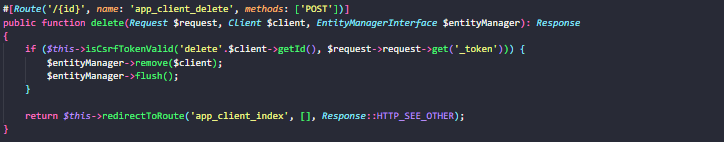 #[Route('/{id}', name: 'app_client_delete', methods: ['POST'])]
public function delete(Request $request, Client $client, EntityManagerInterface $entityManager): Response
{
    if ($this->isCsrfTokenValid('delete'.$client->getId(), $request->request->get('_token'))) {
        $entityManager->remove($client);
        $entityManager->flush();
    }

    return $this->redirectToRoute('app_client_index', [], Response::HTTP_SEE_OTHER);
}